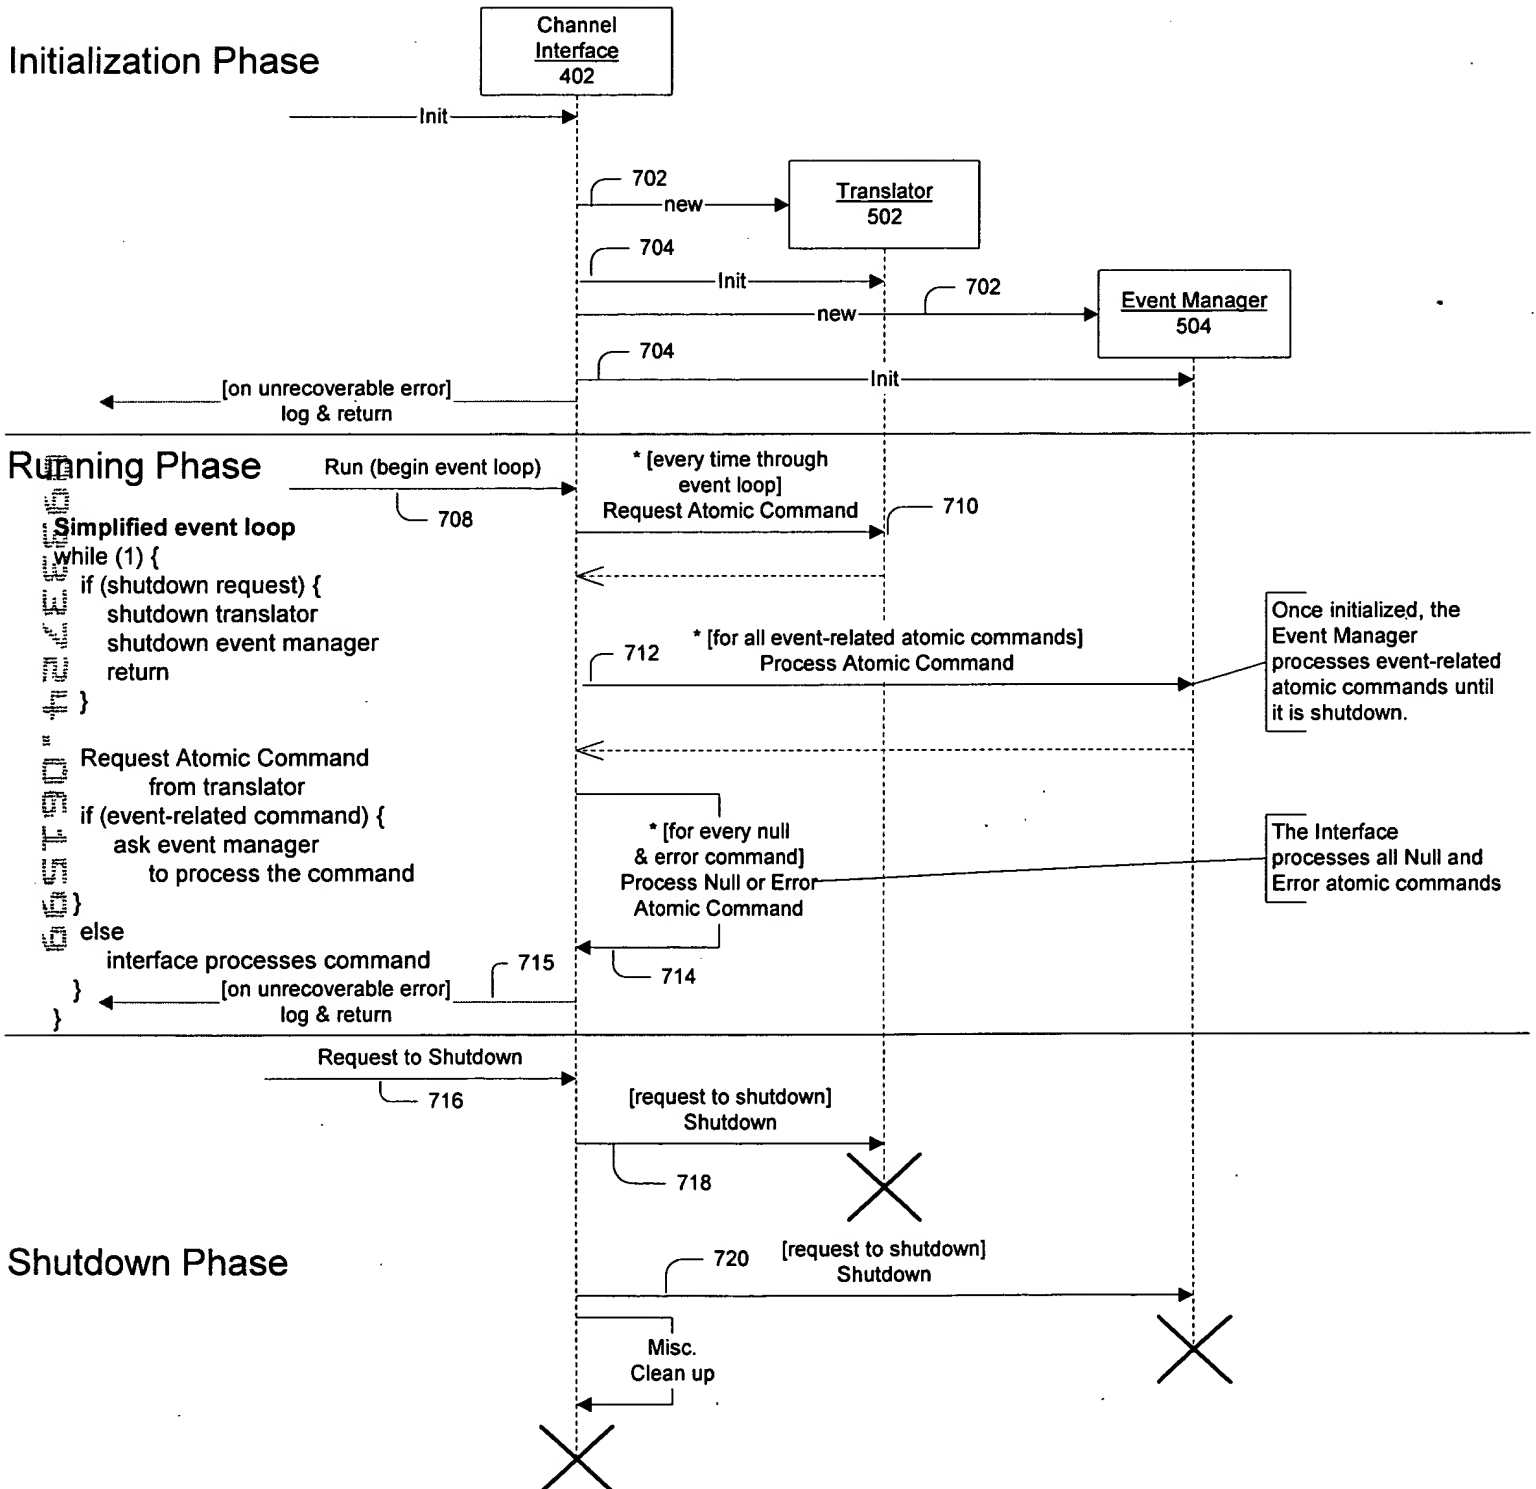 Channel
Interface
402
Initialization Phase
Init
702
new
Translator
502
704
Init
702
new
Event Manager
504
704
Init
[on unrecoverable error]
log & return
Running Phase
Run (begin event loop)
708
* [every time through
event loop]
Request Atomic Command
710
Simplified event loop
while (1) {
if (shutdown request) {
shutdown translator
shutdown event manager
return
}
712
* [for all event-related atomic commands]
Process Atomic Command
Once initialized, the
Event Manager
processes event-related
atomic commands until
it is shutdown.
Request Atomic Command
from translator
if (event-related command) {
ask event manager
to process the command
}
else
interface processes command
}
}
* [for every null
& error command]
Process Null or Error
Atomic Command
714
The Interface
processes all Null and
Error atomic commands
715
[on unrecoverable error]
log & return
Request to Shutdown
716
[request to shutdown]
Shutdown
718
Shutdown Phase
720
[request to shutdown]
Shutdown
Misc.
Clean up